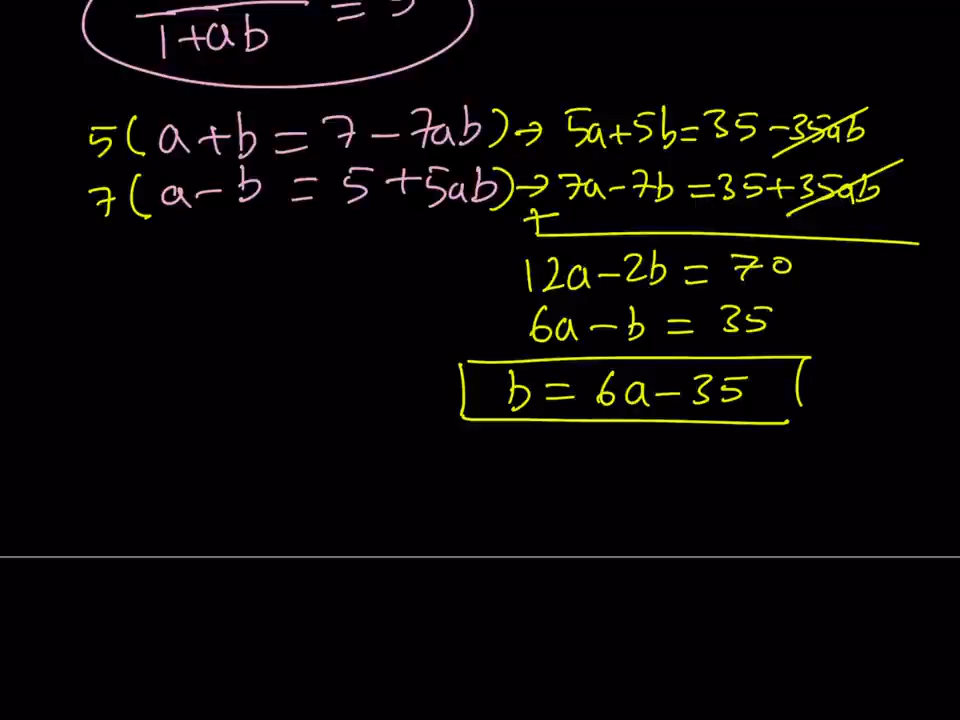 1+ab = 5
5( a+b = 7 - 7ab ) → 5a+5b = 35 - 35ab
7( a - b = 5 + 5ab ) → 7a - 7b = 35 + 35ab
+
12a - 2b = 70
6a - b = 35
b = 6a - 35 (